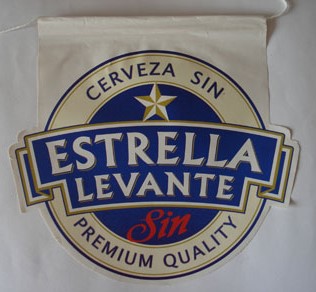 CERVEZA SIN
ESTRELLA
LEVANTE
Sin
PREMIUM QUALITY